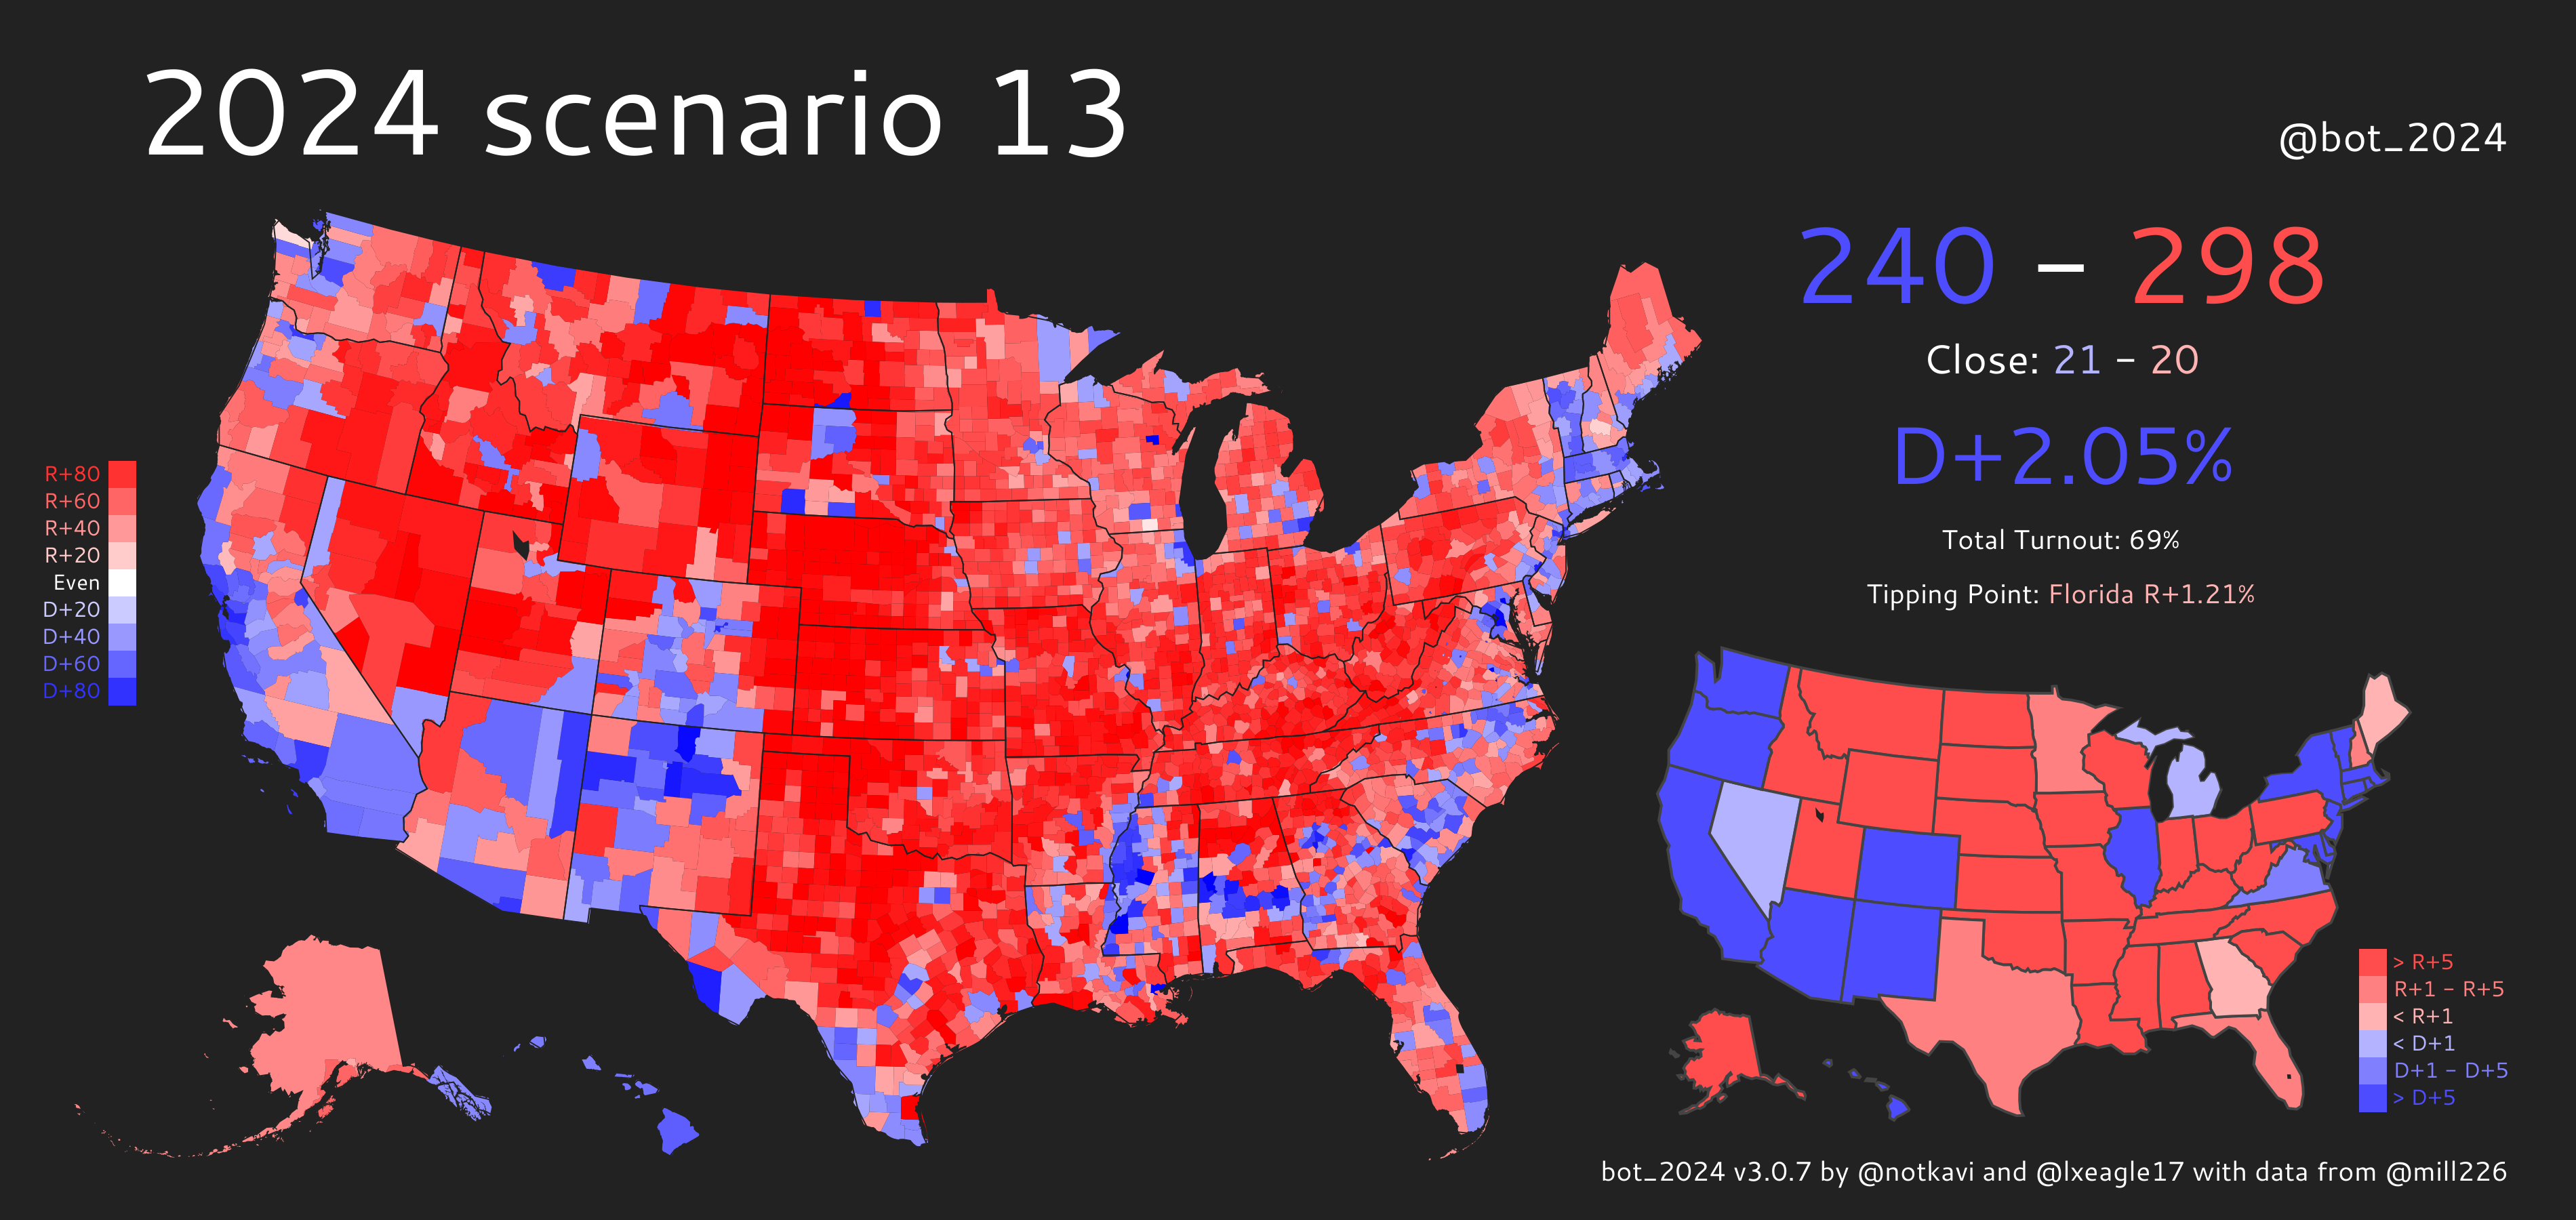 2024 scenario 13
@bot_2024
240 – 298
Close: 21 – 20
D+2.05%
Total Turnout: 69%
Tipping Point: Florida R+1.21%
R+80
R+60
R+40
R+20
Even
D+20
D+40
D+60
D+80
> R+5
R+1 – R+5
< R+1
< D+1
D+1 – D+5
> D+5
bot_2024 v3.0.7 by @notkavi and @lxeagle17 with data from @mill226